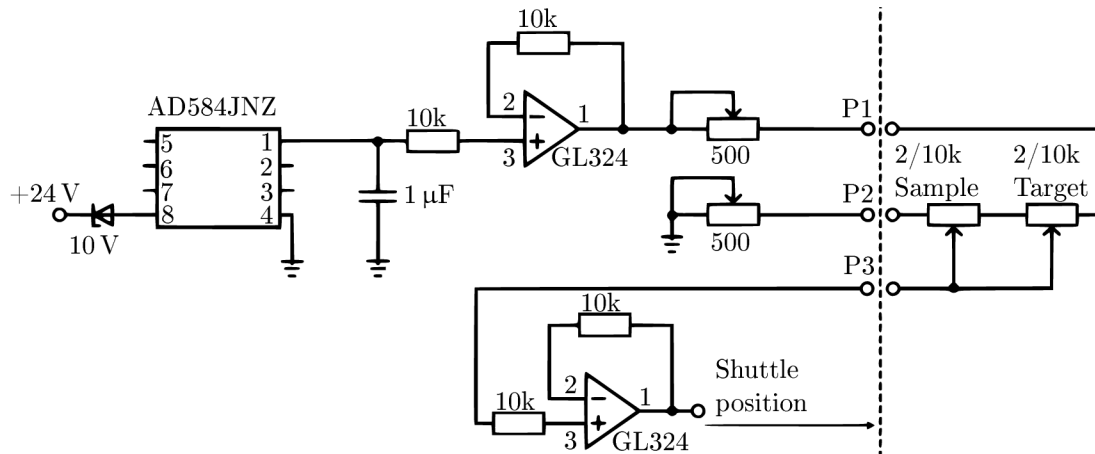 10k
AD584JNZ
10k
2
1
3
GL324
5
6
7
8
1
2
3
4
+24 V
10 V
1 µF
500
P1
2/10k
Sample
2/10k
Target
P2
500
P3
10k
10k
2
1
3
GL324
Shuttle
position